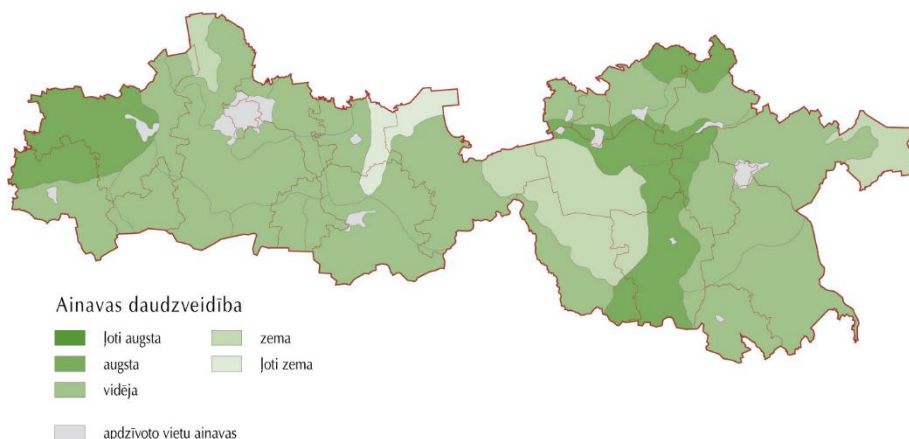 Ainavas daudzveidība
ļoti augsta
augsta
vidēja
zema
ļoti zema
apdzīvoto vietu ainavas